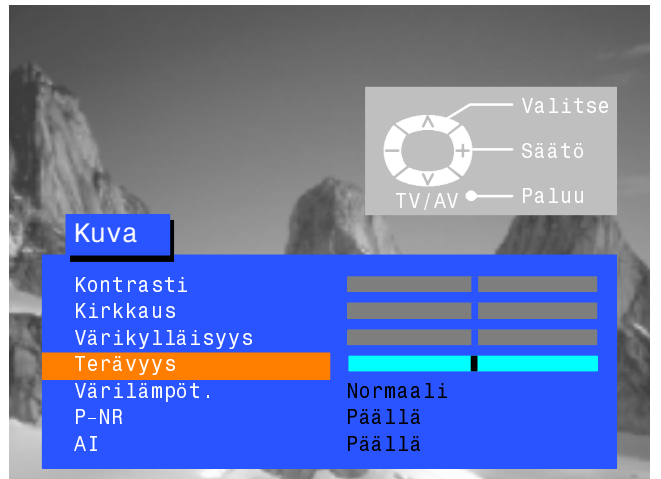 Valitse
Säätö
TV/AV Paluu
Kuva
Kontrasti
Kirkkaus
Värikylläisyys
Terävyys
Värilämpöt. Normaali
P-NR Päällä
AI Päällä